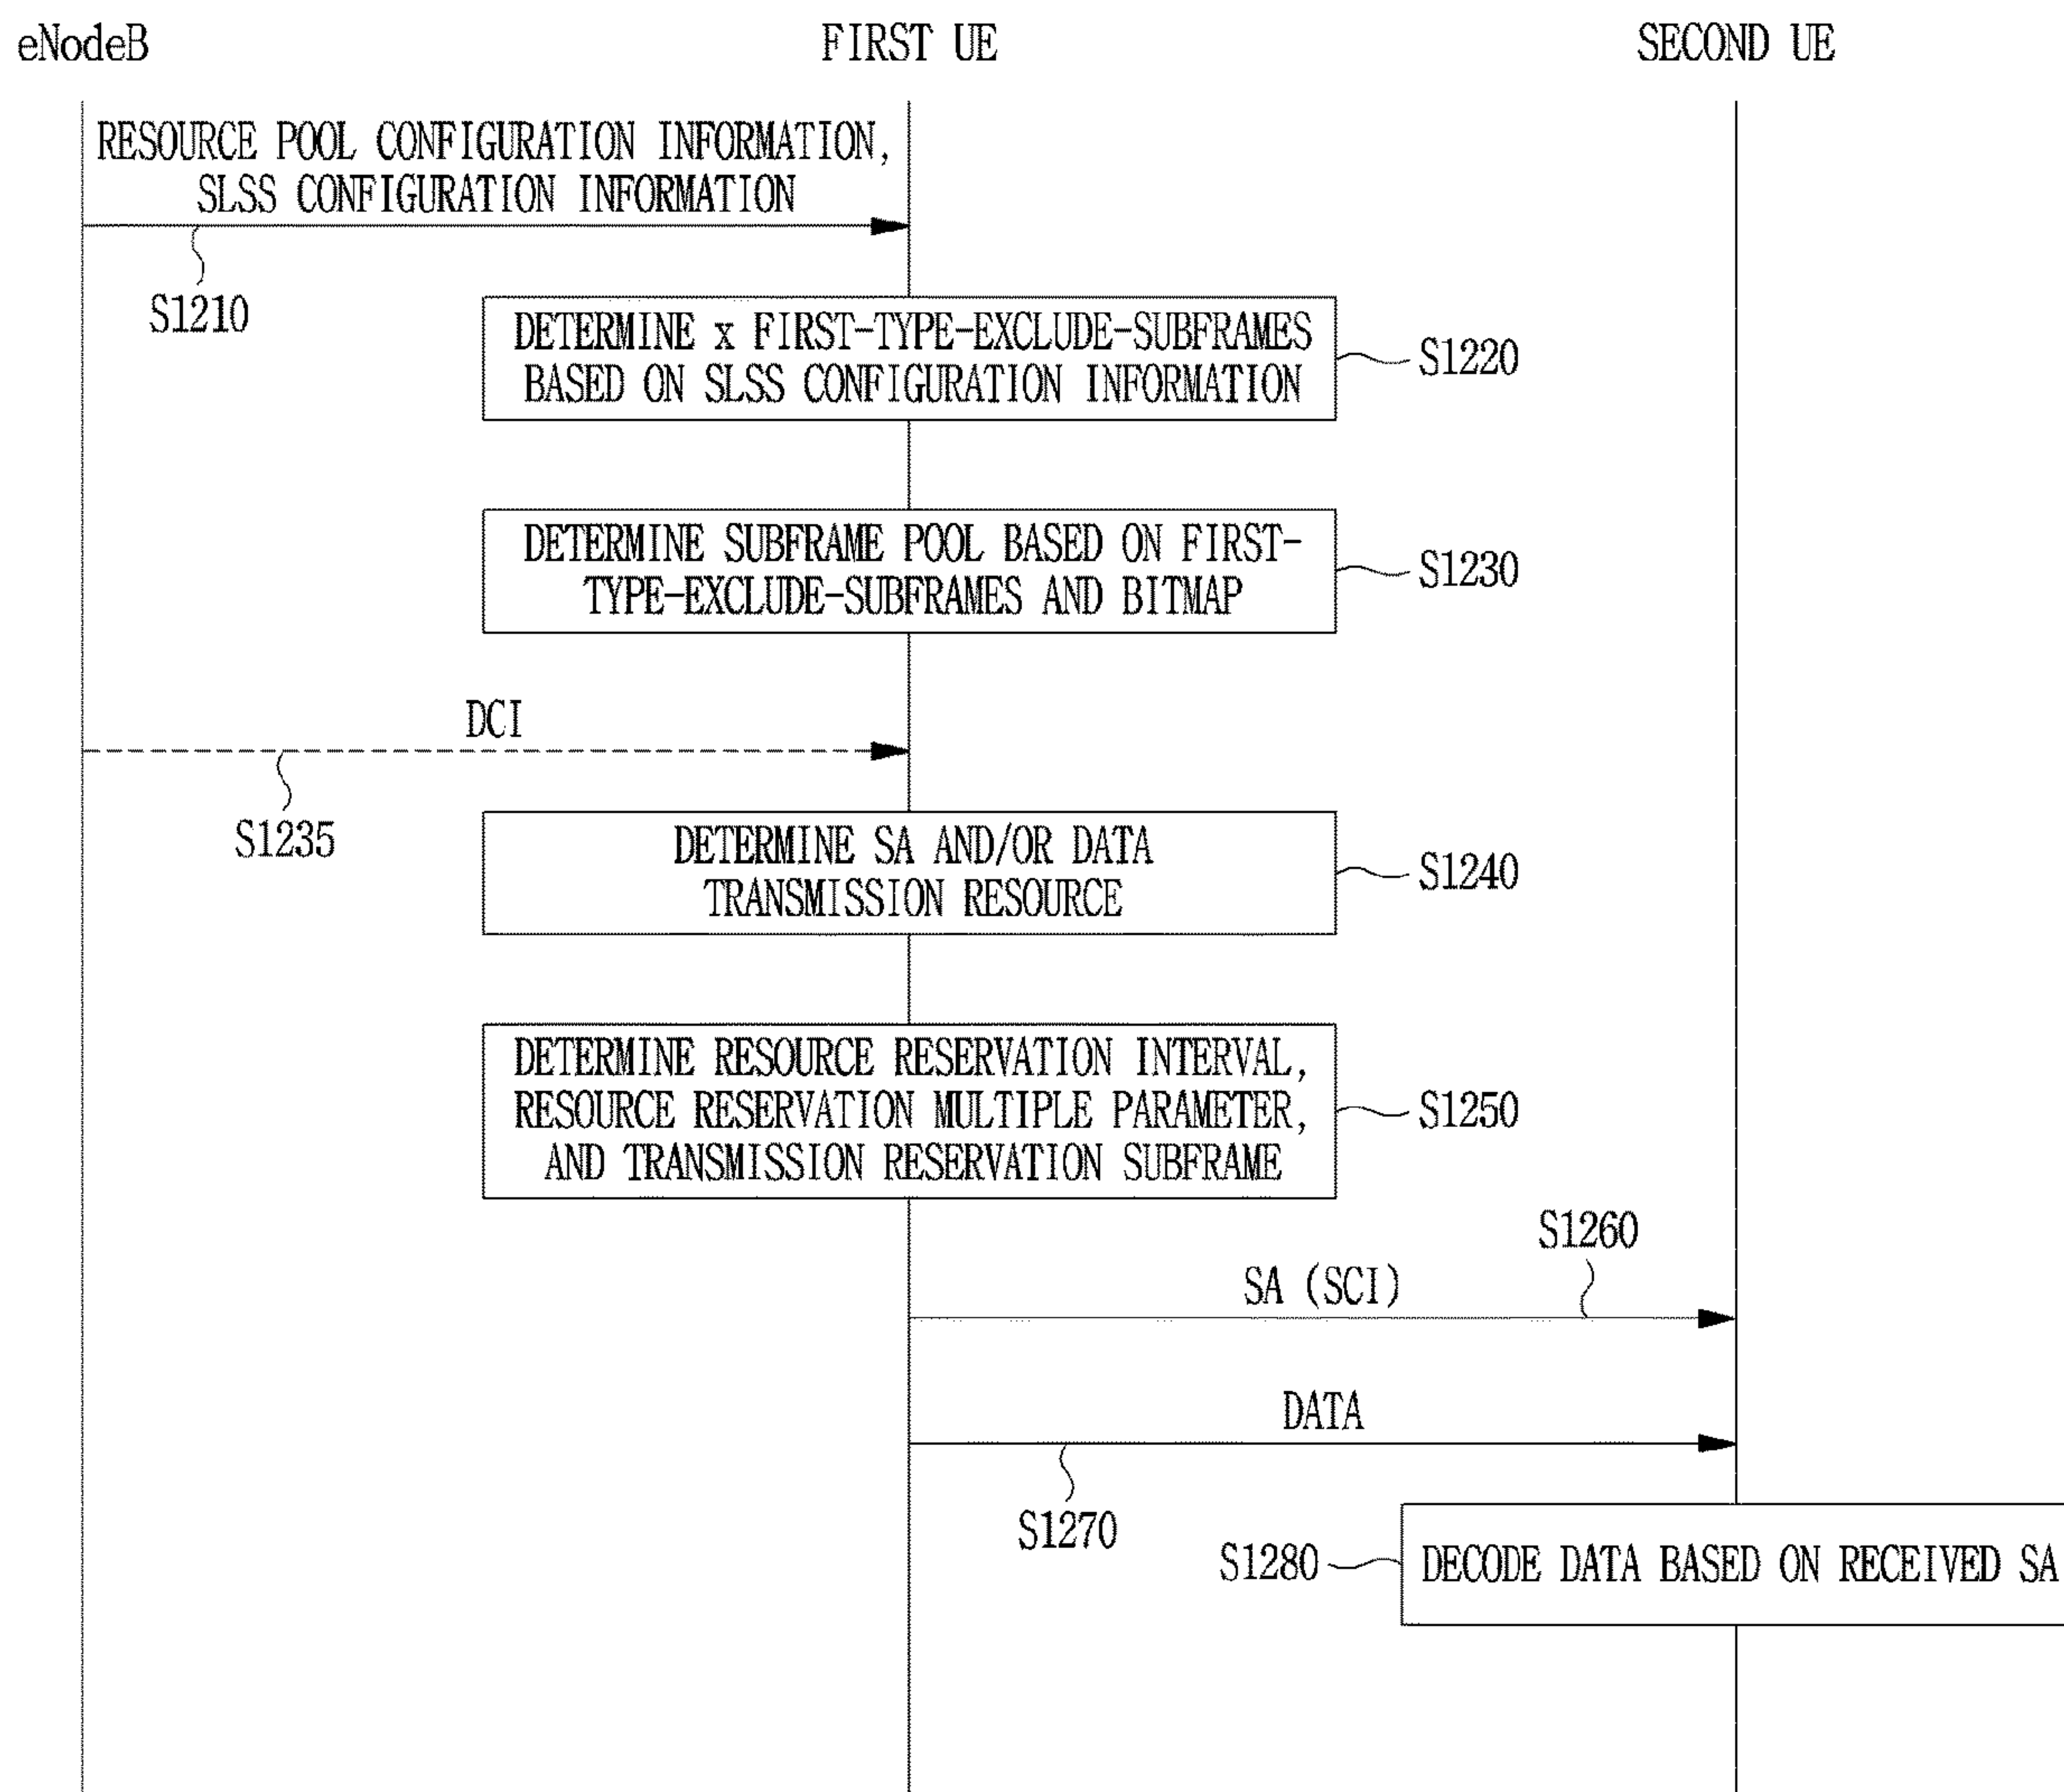 eNodeB
FIRST UE
SECOND UE
RESOURCE POOL CONFIGURATION INFORMATION,
SLSS CONFIGURATION INFORMATION
S1210
DETERMINE x FIRST-TYPE-EXCLUDE-SUBFRAMES
BASED ON SLSS CONFIGURATION INFORMATION
S1220
DETERMINE SUBFRAME POOL BASED ON FIRST-
TYPE-EXCLUDE-SUBFRAMES AND BITMAP
S1230
DCI
S1235
DETERMINE SA AND/OR DATA
TRANSMISSION RESOURCE
S1240
DETERMINE RESOURCE RESERVATION INTERVAL,
RESOURCE RESERVATION MULTIPLE PARAMETER,
AND TRANSMISSION RESERVATION SUBFRAME
S1250
S1260
SA (SCI)
DATA
S1270
S1280
DECODE DATA BASED ON RECEIVED SA